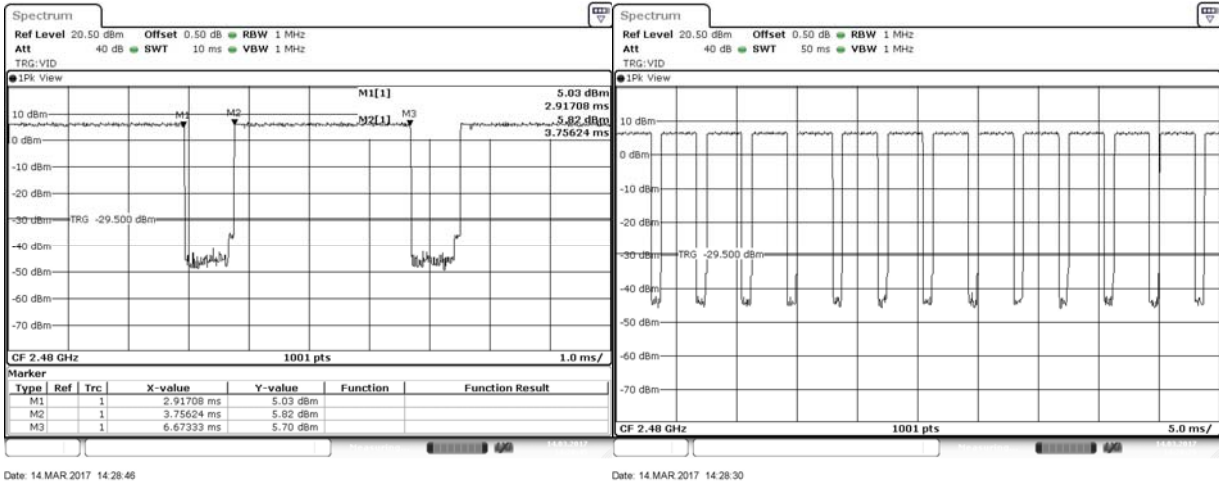 Spectrum
Ref Level 20.50 dBm Offset 0.50 dB RBW 1 MHz
Att 40 dB SWT 10 ms VBW 1 MHz
TRG:VID
1Pk View
M1[1] 5.03 dBm
2.91708 ms
M2[1] 5.82 dBm
3.75624 ms
M1
M2
M3
10 dBm
0 dBm
-10 dBm
-20 dBm
-30 dBm
TRG -29.500 dBm
-40 dBm
-50 dBm
-60 dBm
-70 dBm
CF 2.48 GHz 1001 pts 1.0 ms/
Marker
Type Ref Trc X-value Y-value Function Function Result
M1 1 2.91708 ms 5.03 dBm
M2 1 3.75624 ms 5.82 dBm
M3 1 6.67333 ms 5.70 dBm
Date: 14.MAR.2017 14:28:46
Spectrum
Ref Level 20.50 dBm Offset 0.50 dB RBW 1 MHz
Att 40 dB SWT 50 ms VBW 1 MHz
TRG:VID
1Pk View
10 dBm
0 dBm
-10 dBm
-20 dBm
-30 dBm
TRG -29.500 dBm
-40 dBm
-50 dBm
-60 dBm
-70 dBm
CF 2.48 GHz 1001 pts 5.0 ms/
Date: 14.MAR.2017 14:28:30